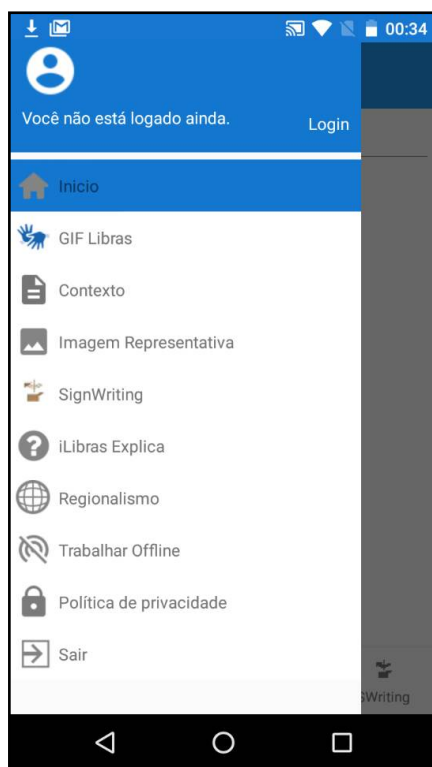 00:34
Você não está logado ainda.
Login
Inicio
GIF Libras
Contexto
Imagem Representativa
SignWriting
iLibras Explica
Regionalismo
Trabalhar Offline
Política de privacidade
Sair
SWriting